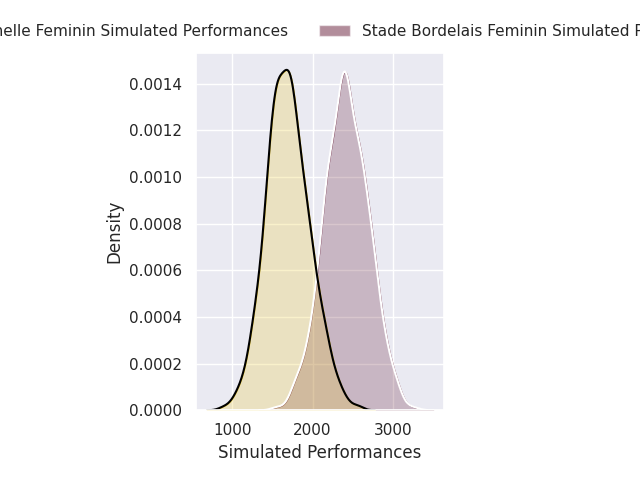 Feminin Simulated Performances
Stade Bordelais Feminin Simulated
0.0014
0.0012
0.0010
0.0008
0.0006
0.0004
0.0002
0.0000
Density
1000 2000 3000
Simulated Performances